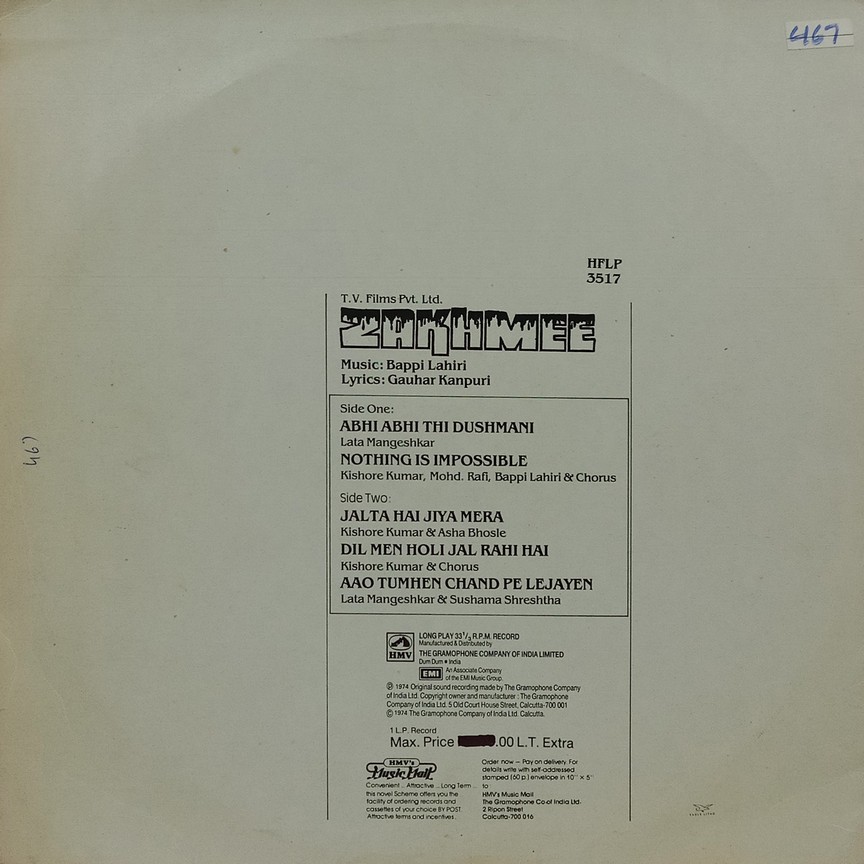 467
HFLP
3517
T.V. Films Pvt. Ltd.
ZAKHMEE
Music: Bappi Lahiri
Lyrics: Gauhar Kanpuri
Side One:
ABHI ABHI THI DUSHMANI
Lata Mangeshkar
NOTHING IS IMPOSSIBLE
Kishore Kumar, Mohd. Rafi, Bappi Lahiri & Chorus
Side Two:
JALTA HAI JIYA MERA
Kishore Kumar & Asha Bhosle
DIL MEN HOLI JAL RAHI HAI
Kishore Kumar & Chorus
AAO TUMHEN CHAND PE LEJAYEN
Lata Mangeshkar & Sushama Shreshtha
467
HMV
LONG PLAY 33 1/3 R.P.M. RECORD
Manufactured & Distributed by
THE GRAMOPHONE COMPANY OF INDIA LIMITED
Dum Dum • India
EMI
An Associate Company
of the EMI Music Group.
℗ 1974 Original sound recording made by The Gramophone Company
of India Ltd. Copyright owner and manufacturer : The Gramophone
Company of India Ltd. 5 Old Court House Street, Calcutta-700 001
© 1974 The Gramophone Company of India Ltd. Calcutta.
1 L.P. Record
Max. Price .00 L.T. Extra
HMV's
Music Mail
Convenient .. Attractive .. Long Term ..
this novel Scheme offers you the
facility of ordering records and
cassettes of your choice BY POST.
Attractive terms and incentives.
Order now — Pay on delivery. For
details write with self-addressed
stamped (60 p.) envelope in 10" × 5"
to:
HMV's Music Mail
The Gramophone Co of India Ltd.
2 Ripon Street
Calcutta-700 016